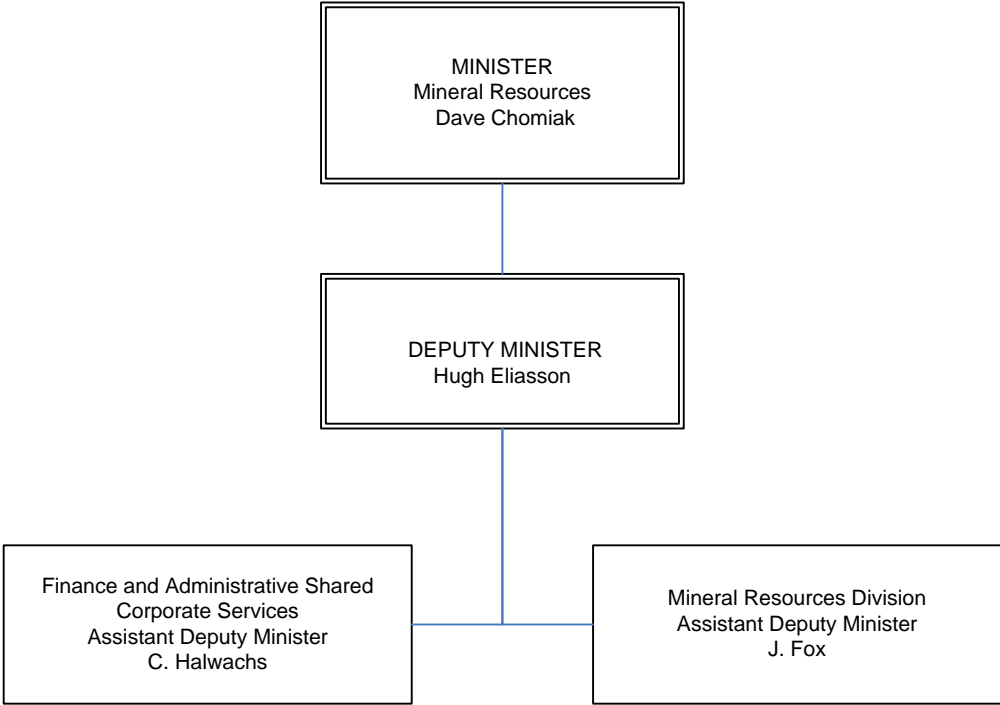 MINISTER
Mineral Resources
Dave Chomiak
DEPUTY MINISTER
Hugh Eliasson
Finance and Administrative Shared
Corporate Services
Assistant Deputy Minister
C. Halwachs
Mineral Resources Division
Assistant Deputy Minister
J. Fox